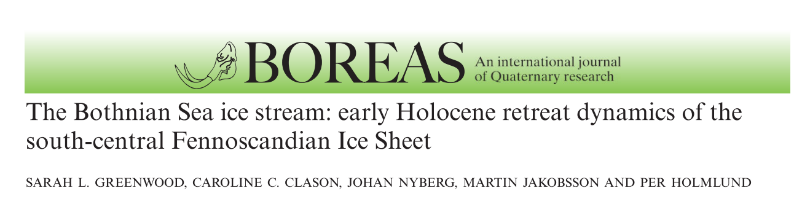 BOREAS
An international journal
of Quaternary research
The Bothnian Sea ice stream: early Holocene retreat dynamics of the
south-central Fennoscandian Ice Sheet
SARAH L. GREENWOOD, CAROLINE C. CLASON, JOHAN NYBERG, MARTIN JAKOBSSON AND PER HOLMLUND